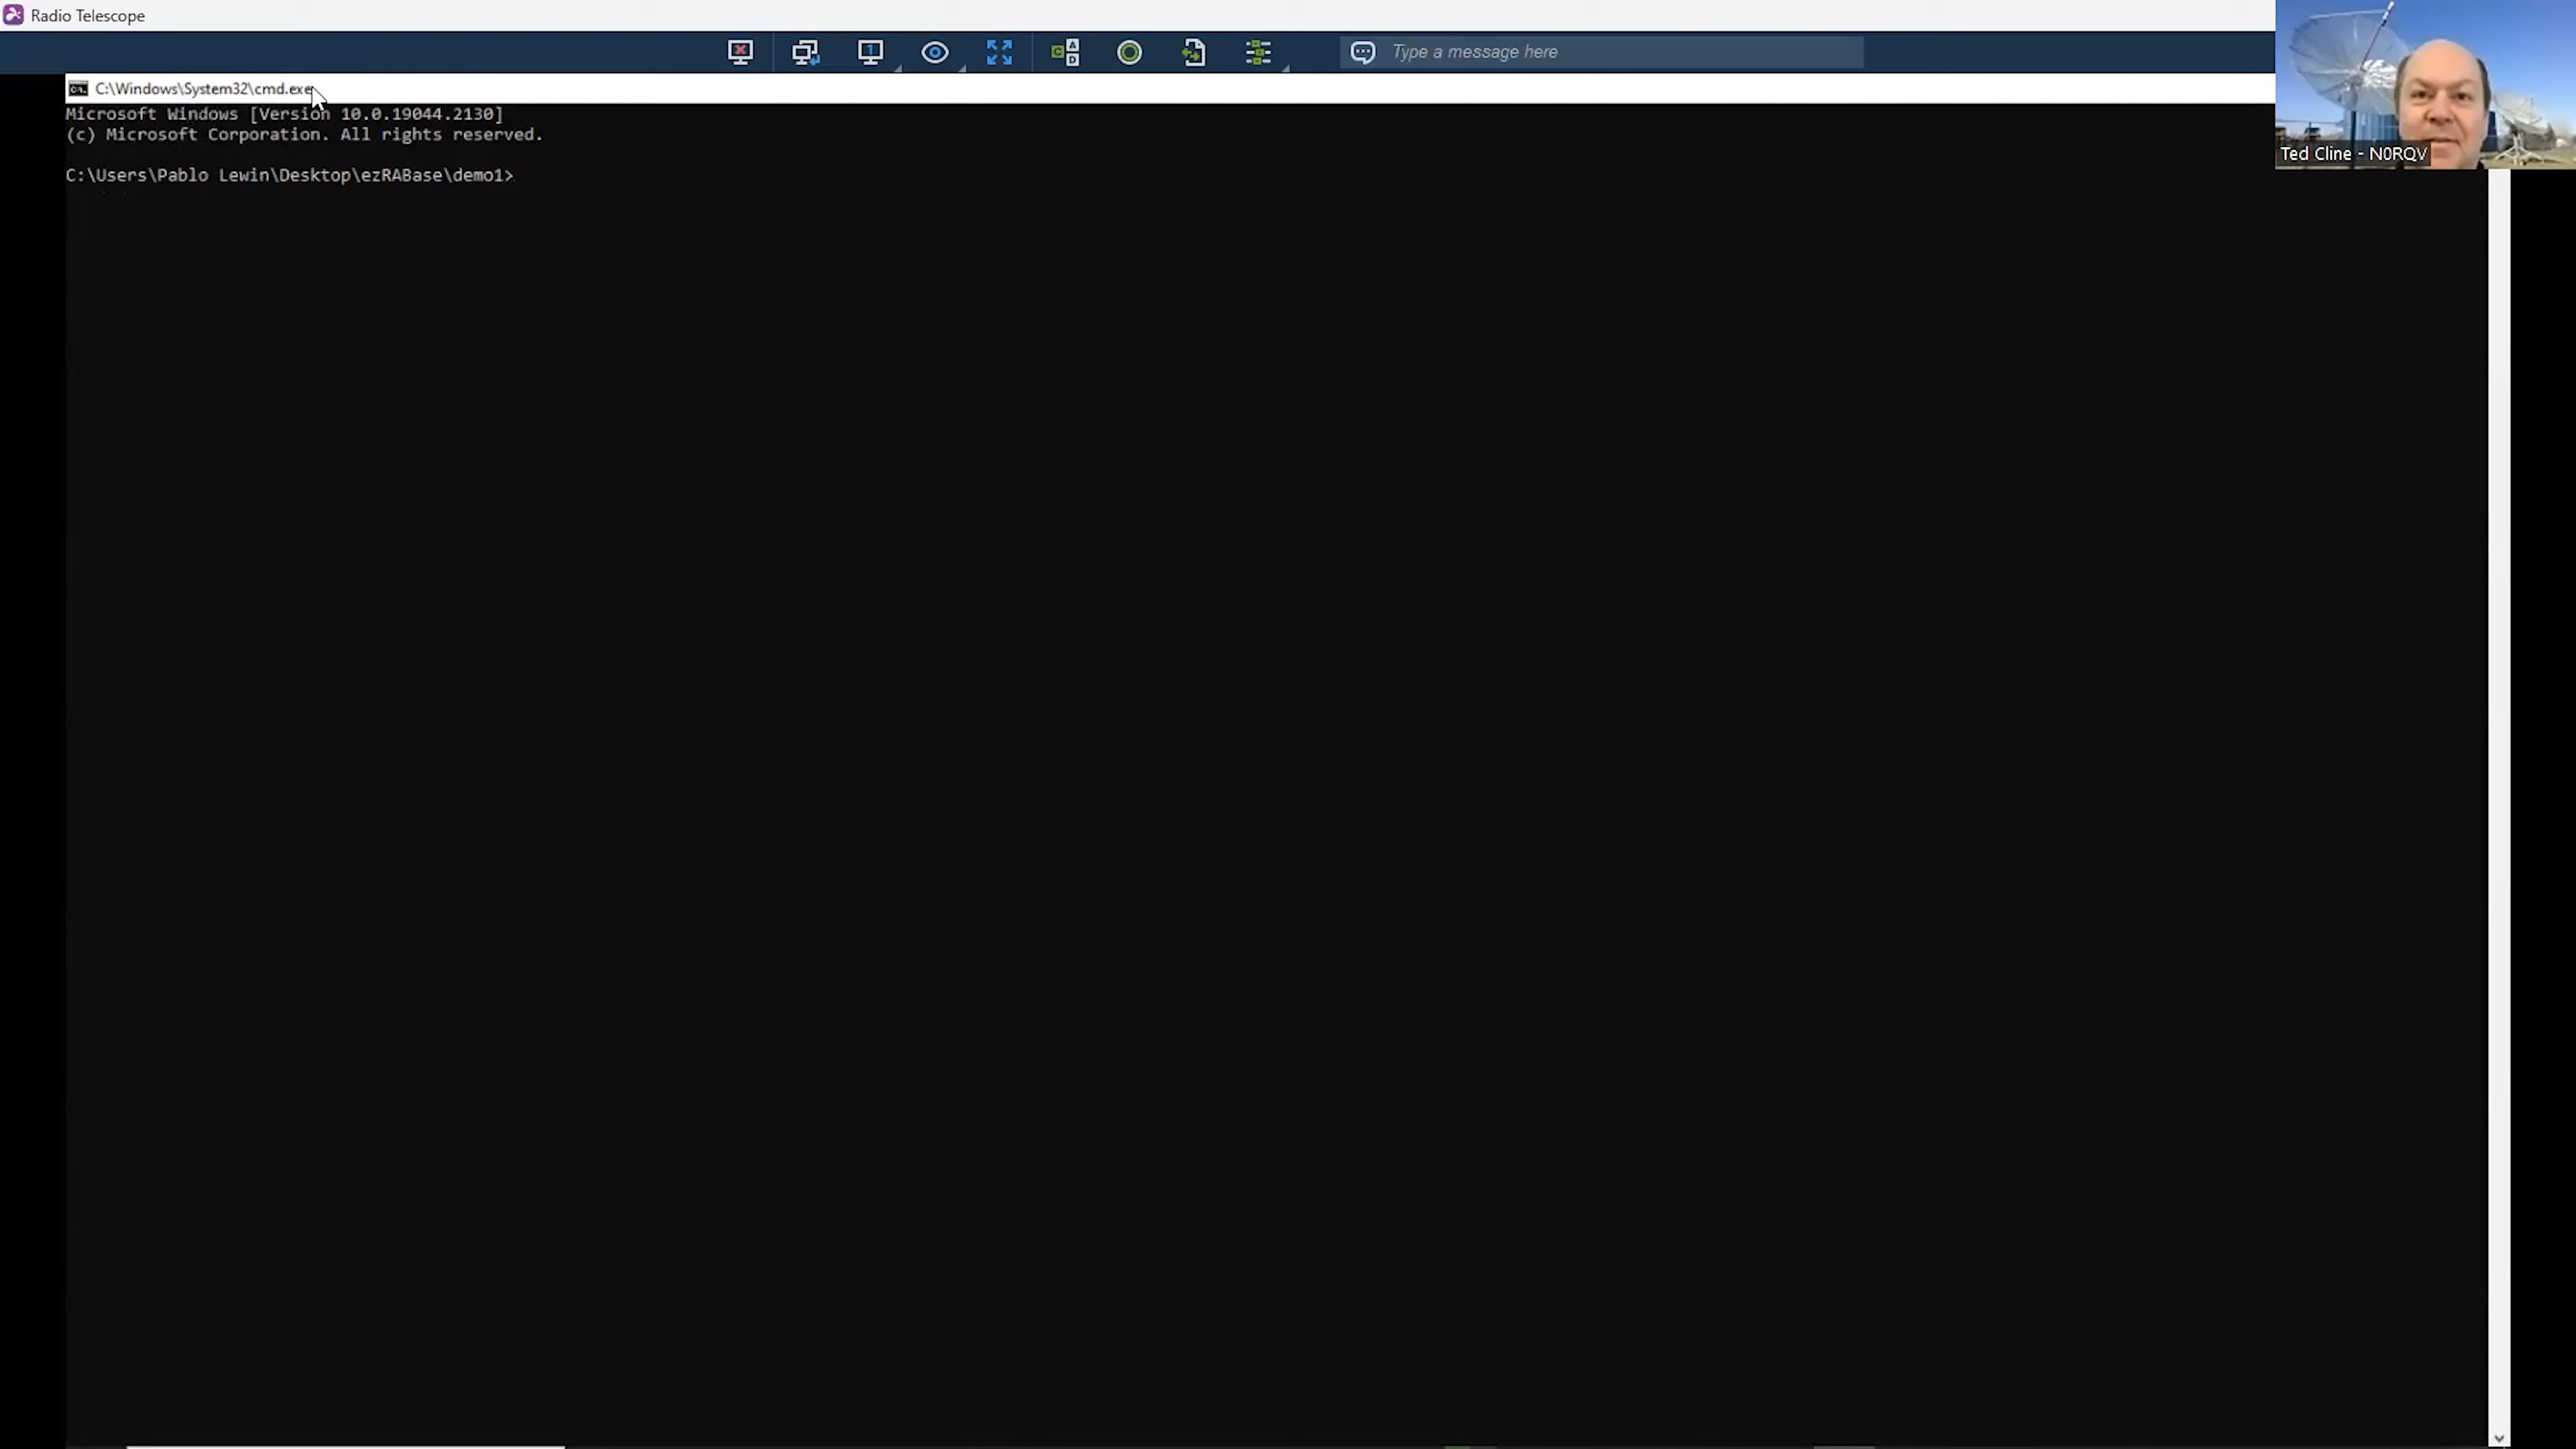 Radio Telescope
1
C A D
Type a message here
C:\Windows\System32\cmd.exe
Ted Cline - N0RQV
Microsoft Windows [Version 10.0.19044.2130]
(c) Microsoft Corporation. All rights reserved.
C:\Users\Pablo Lewin\Desktop\ezRABase\demo1>